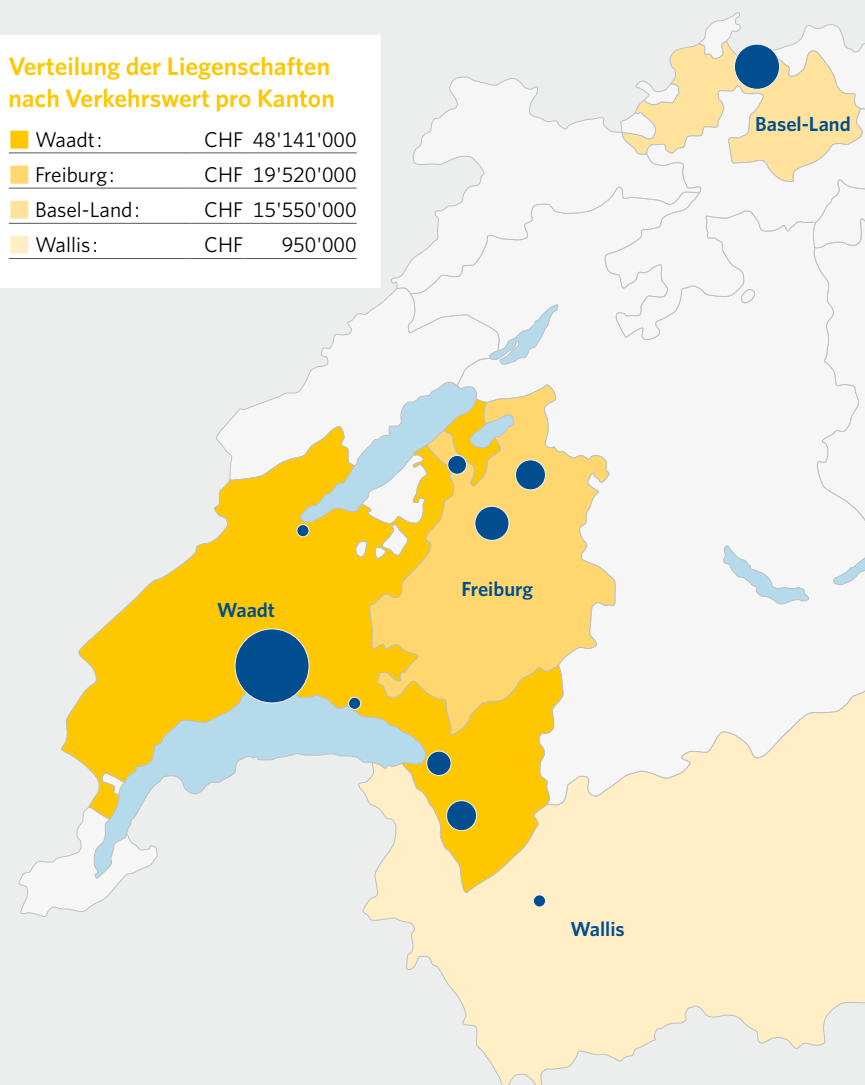 Verteilung der Liegenschaften
nach Verkehrswert pro Kanton
Waadt: CHF 48'141'000
Freiburg: CHF 19'520'000
Basel-Land: CHF 15'550'000
Wallis: CHF 950'000
Basel-Land
Freiburg
Waadt
Wallis